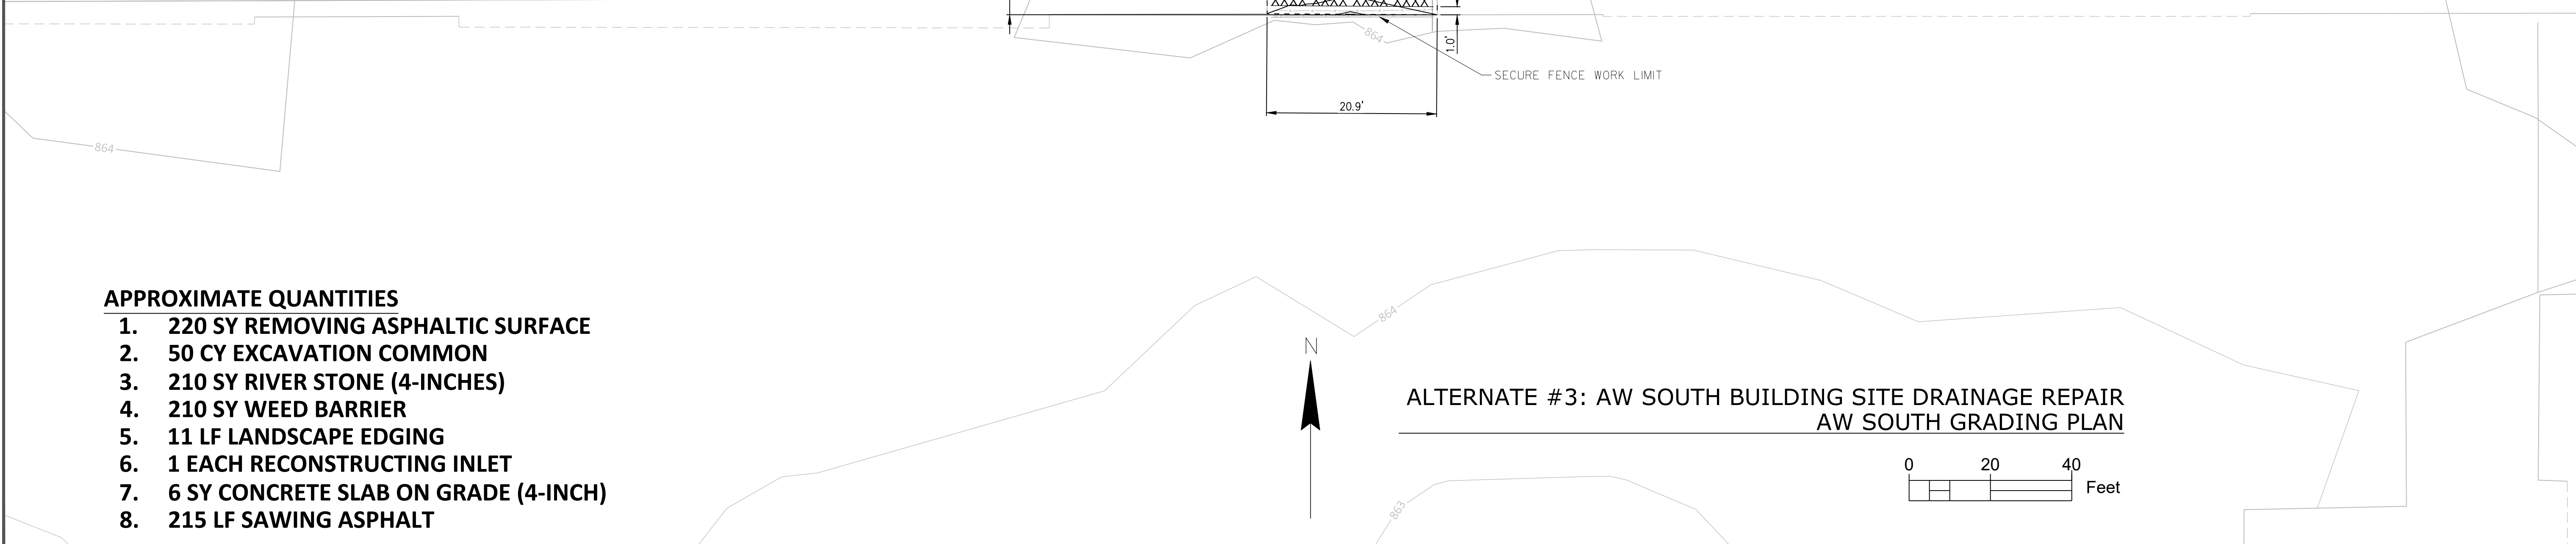 864
1.0'
SECURE FENCE WORK LIMIT
20.9'
864
APPROXIMATE QUANTITIES
1. 220 SY REMOVING ASPHALTIC SURFACE
2. 50 CY EXCAVATION COMMON
3. 210 SY RIVER STONE (4-INCHES)
4. 210 SY WEED BARRIER
5. 11 LF LANDSCAPE EDGING
6. 1 EACH RECONSTRUCTING INLET
7. 6 SY CONCRETE SLAB ON GRADE (4-INCH)
8. 215 LF SAWING ASPHALT
864
N
ALTERNATE #3: AW SOUTH BUILDING SITE DRAINAGE REPAIR
AW SOUTH GRADING PLAN
0 20 40
Feet
863